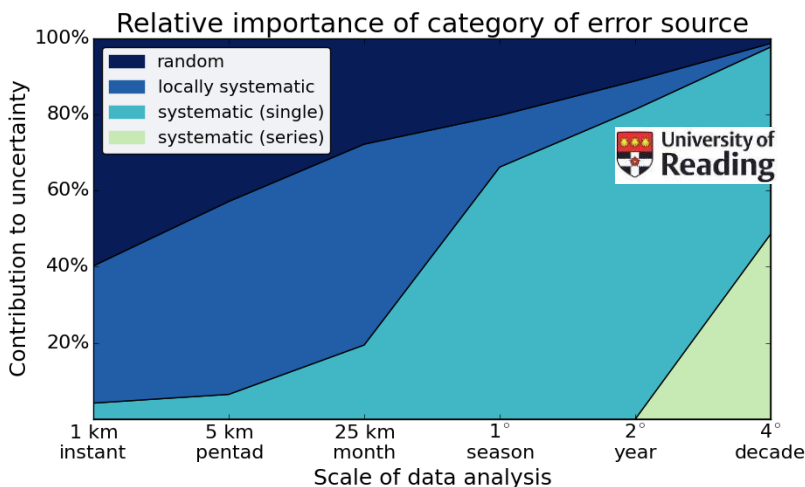 Relative importance of category of error source
100%
80%
60%
40%
20%
Contribution to uncertainty
random
locally systematic
systematic (single)
systematic (series)
University of
Reading
1 km
instant
5 km
pentad
25 km
month
1°
season
2°
year
4°
decade
Scale of data analysis